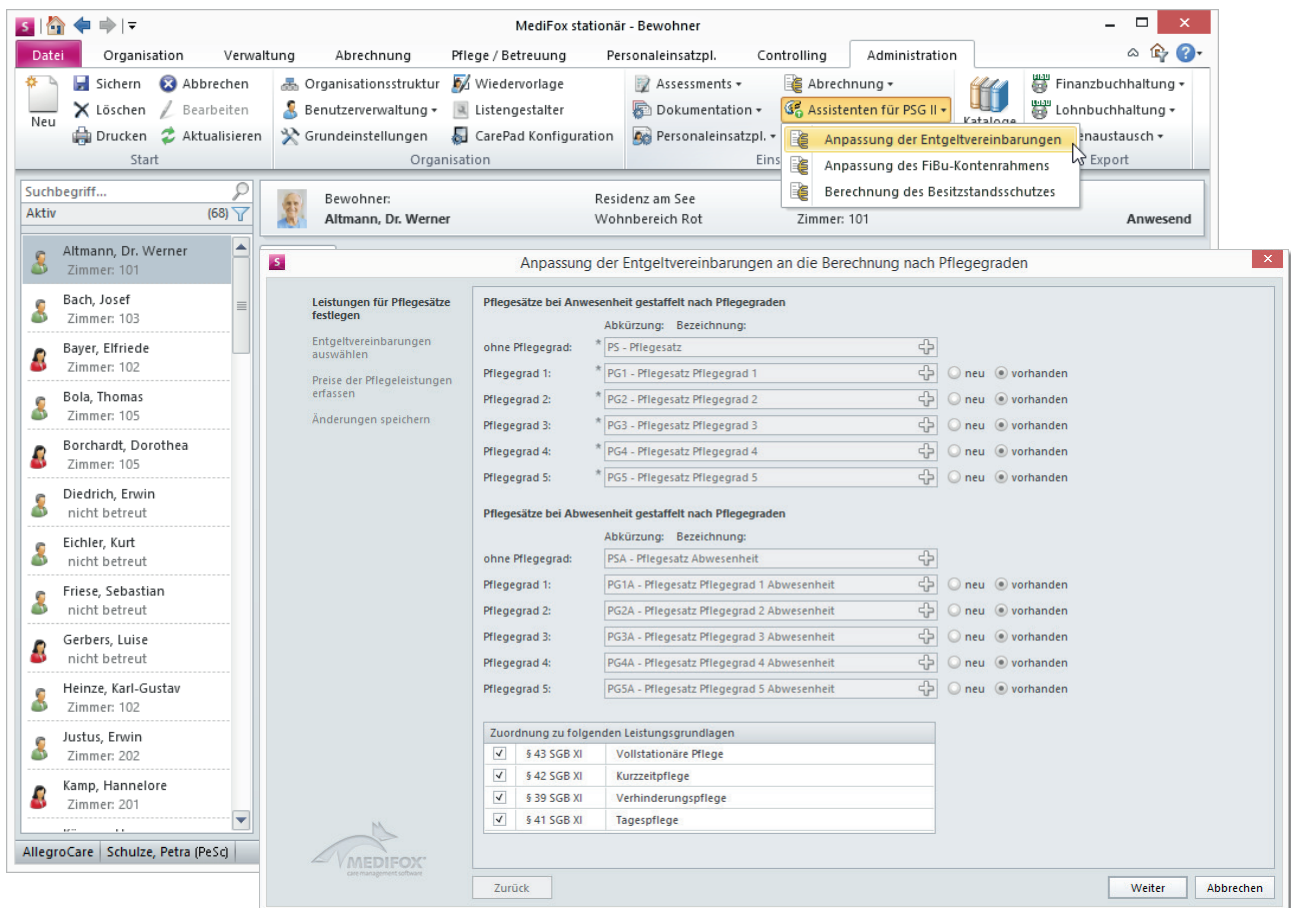 MediFox stationär - Bewohner
Datei Organisation Verwaltung Abrechnung Pflege / Betreuung Personaleinsatzpl. Controlling Administration
Neu
Sichern Abbrechen
Löschen Bearbeiten
Drucken Aktualisieren
Start
Organisationsstruktur Wiedervorlage
Benutzerverwaltung Listengestalter
Grundeinstellungen CarePad Konfiguration
Organisation
Assessments Abrechnung
Dokumentation Assistenten für PSG II
Personaleinsatzpl.
Eins
Kataloge
Finanzbuchhaltung
Lohnbuchhaltung
enaustausch
Export
Anpassung der Entgeltvereinbarungen
Anpassung des FiBu-Kontenrahmens
Berechnung des Besitzstandsschutzes
Suchbegriff...
Aktiv (68)
Bewohner: Residenz am See
Altmann, Dr. Werner Wohnbereich Rot Zimmer: 101 Anwesend
Altmann, Dr. Werner
Zimmer: 101
Bach, Josef
Zimmer: 103
Bayer, Elfriede
Zimmer: 102
Bola, Thomas
Zimmer: 105
Borchardt, Dorothea
Zimmer: 105
Diedrich, Erwin
nicht betreut
Eichler, Kurt
nicht betreut
Friese, Sebastian
nicht betreut
Gerbers, Luise
nicht betreut
Heinze, Karl-Gustav
Zimmer: 102
Justus, Erwin
Zimmer: 202
Kamp, Hannelore
Zimmer: 201
AllegroCare Schulze, Petra (PeSc)
S Anpassung der Entgeltvereinbarungen an die Berechnung nach Pflegegraden
Leistungen für Pflegesätze
festlegen
Entgeltvereinbarungen
auswählen
Preise der Pflegeleistungen
erfassen
Änderungen speichern
MEDIFOX
care management software
Pflegesätze bei Anwesenheit gestaffelt nach Pflegegraden
Abkürzung: Bezeichnung:
ohne Pflegegrad: * PS - Pflegesatz
Pflegegrad 1: * PG1 - Pflegesatz Pflegegrad 1 neu vorhanden
Pflegegrad 2: * PG2 - Pflegesatz Pflegegrad 2 neu vorhanden
Pflegegrad 3: * PG3 - Pflegesatz Pflegegrad 3 neu vorhanden
Pflegegrad 4: * PG4 - Pflegesatz Pflegegrad 4 neu vorhanden
Pflegegrad 5: * PG5 - Pflegesatz Pflegegrad 5 neu vorhanden
Pflegesätze bei Abwesenheit gestaffelt nach Pflegegraden
Abkürzung: Bezeichnung:
ohne Pflegegrad: PSA - Pflegesatz Abwesenheit
Pflegegrad 1: PG1A - Pflegesatz Pflegegrad 1 Abwesenheit neu vorhanden
Pflegegrad 2: PG2A - Pflegesatz Pflegegrad 2 Abwesenheit neu vorhanden
Pflegegrad 3: PG3A - Pflegesatz Pflegegrad 3 Abwesenheit neu vorhanden
Pflegegrad 4: PG4A - Pflegesatz Pflegegrad 4 Abwesenheit neu vorhanden
Pflegegrad 5: PG5A - Pflegesatz Pflegegrad 5 Abwesenheit neu vorhanden
Zuordnung zu folgenden Leistungsgrundlagen
§ 43 SGB XI Vollstationäre Pflege
§ 42 SGB XI Kurzzeitpflege
§ 39 SGB XI Verhinderungspflege
§ 41 SGB XI Tagespflege
Zurück Weiter Abbrechen